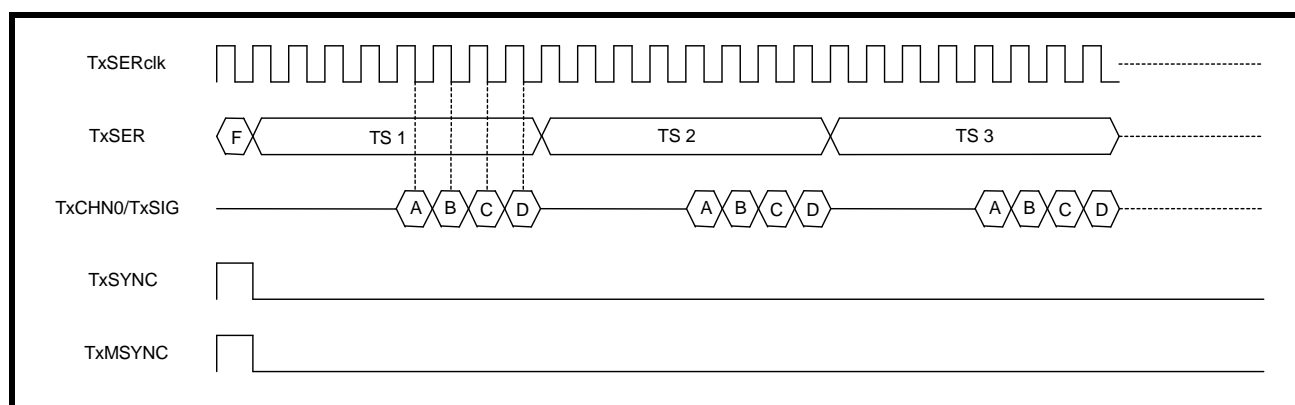 TxSERclk
TxSER F TS 1 TS 2 TS 3
TxCHN0/TxSIG A B C D A B C D A B C D
TxSYNC
TxMSYNC